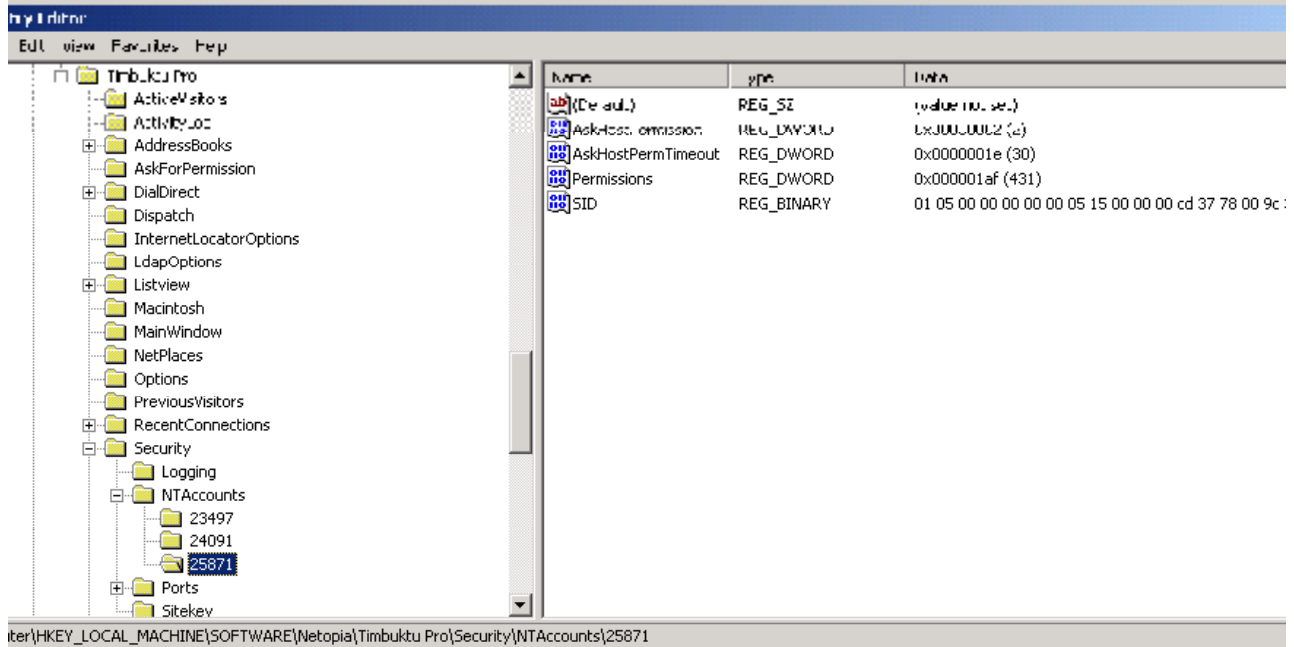 try Editor
Edit View Favorites Help
Timbuktu Pro
ActiveVisitors
ActivityLog
AddressBooks
AskForPermission
DialDirect
Dispatch
InternetLocatorOptions
LdapOptions
Listview
Macintosh
MainWindow
NetPlaces
Options
PreviousVisitors
RecentConnections
Security
Logging
NTAccounts
23497
24091
25871
Ports
Sitekey
Name Type Data
(Default) REG_SZ (value not set)
AskHostPermission REG_DWORD 0x00000002 (2)
AskHostPermTimeout REG_DWORD 0x0000001e (30)
Permissions REG_DWORD 0x000001af (431)
SID REG_BINARY 01 05 00 00 00 00 00 05 15 00 00 00 cd 37 78 00 9c
uter\HKEY_LOCAL_MACHINE\SOFTWARE\Netopia\Timbuktu Pro\Security\NTAccounts\25871